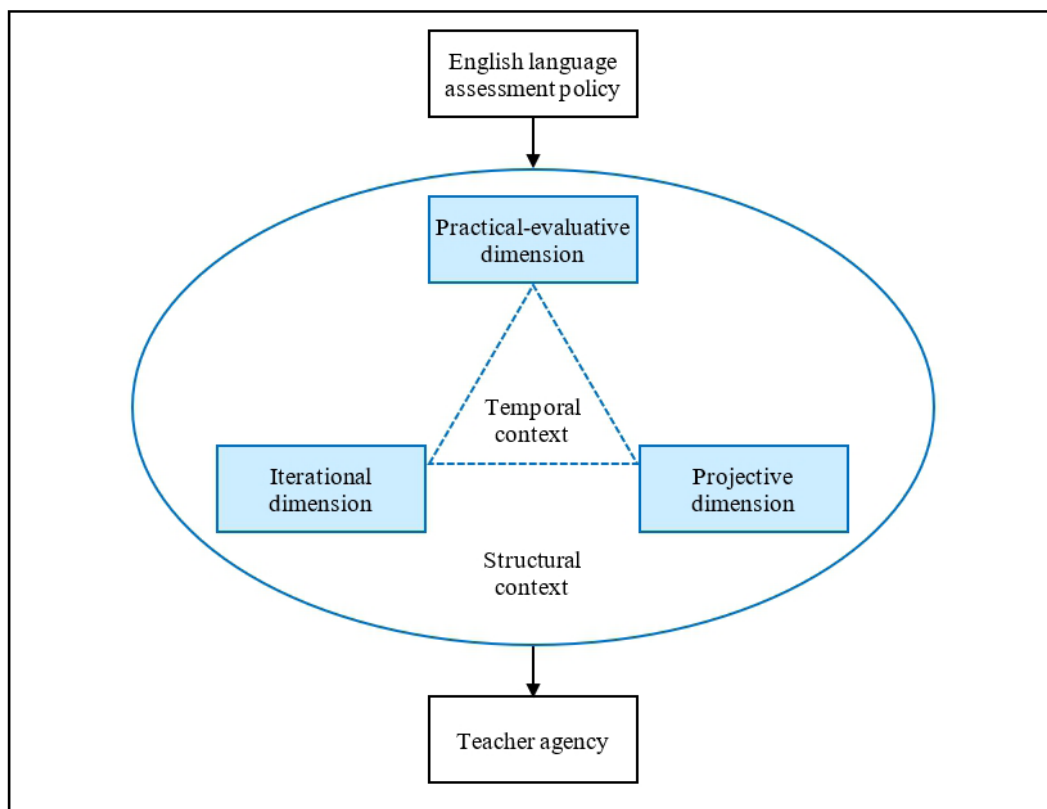 English language
assessment policy
Practical-evaluative
dimension
Temporal
context
Iterational
dimension
Projective
dimension
Structural
context
Teacher agency